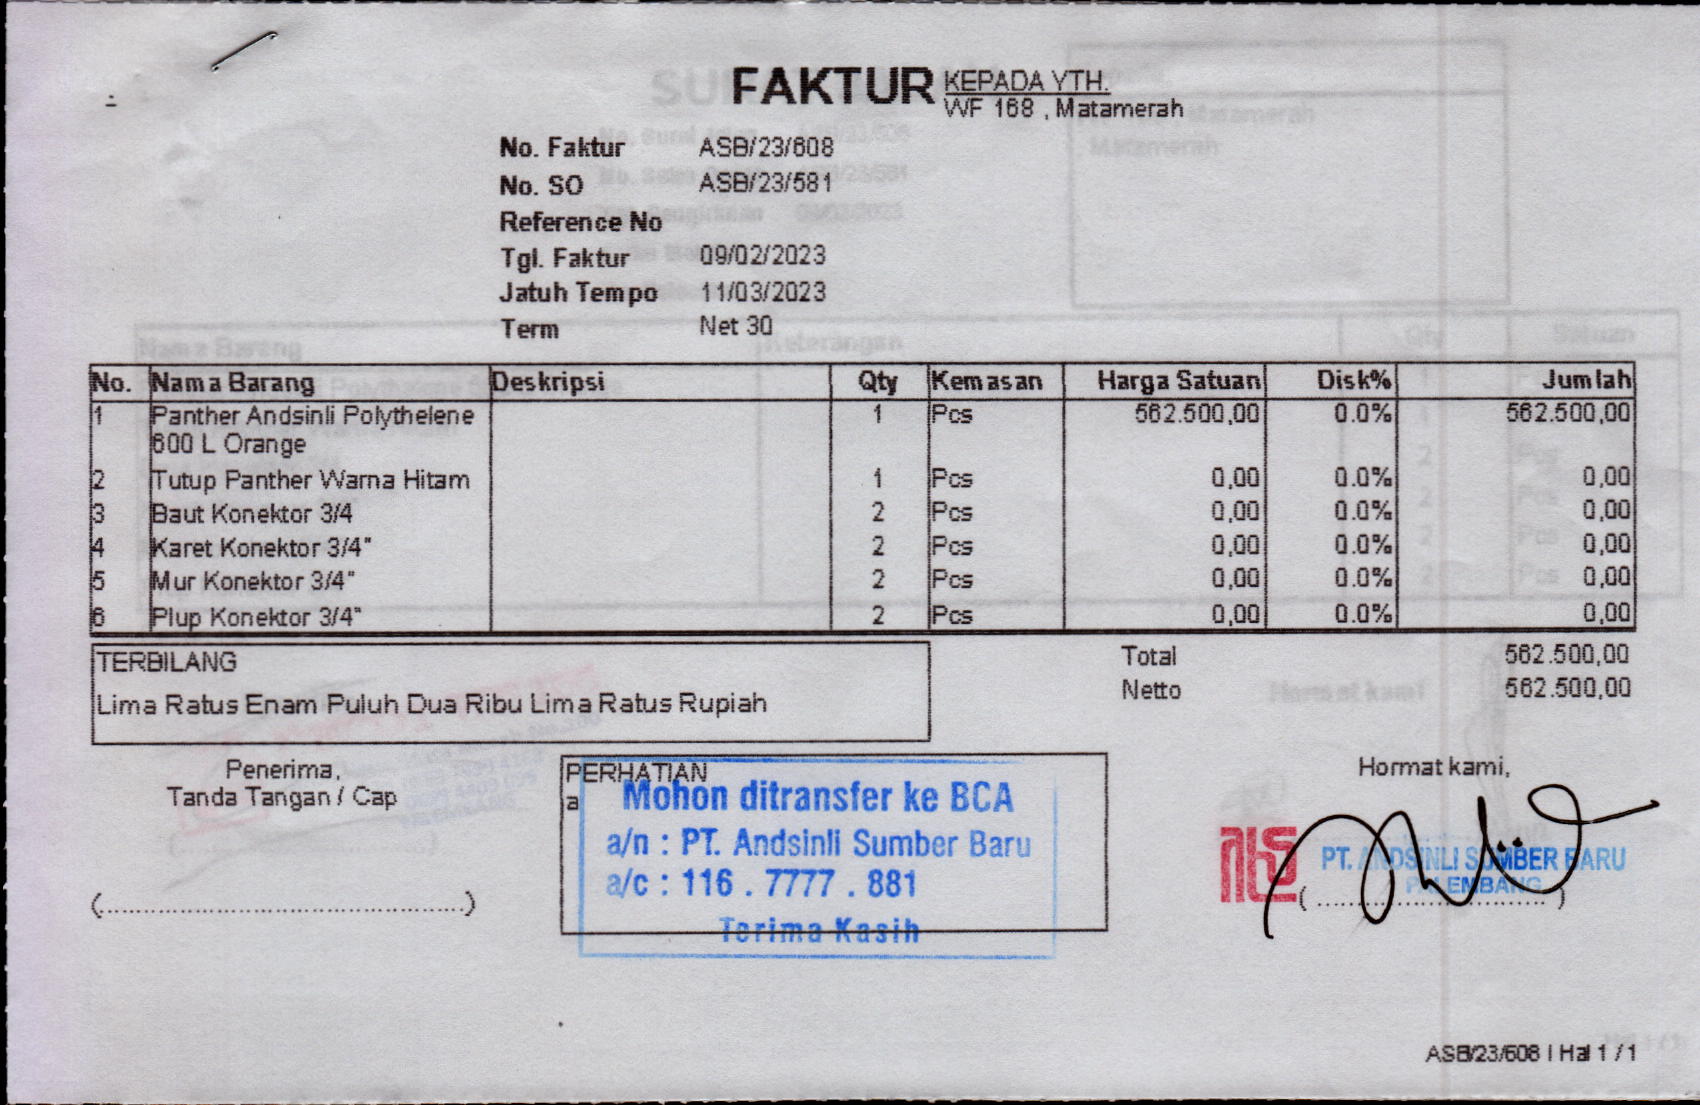 FAKTUR
KEPADA YTH.
WF 168 , Matamerah
No. Faktur ASB/23/608
No. SO ASB/23/581
Reference No
Tgl. Faktur 09/02/2023
Jatuh Tempo 11/03/2023
Term Net 30
No. Nama Barang Deskripsi Qty Kemasan Harga Satuan Disk% Jumlah
1 Panther Andsinli Polythelene 1 Pcs 562.500,00 0.0% 562.500,00
600 L Orange
2 Tutup Panther Warna Hitam 1 Pcs 0,00 0.0% 0,00
3 Baut Konektor 3/4 2 Pcs 0,00 0.0% 0,00
4 Karet Konektor 3/4" 2 Pcs 0,00 0.0% 0,00
5 Mur Konektor 3/4" 2 Pcs 0,00 0.0% 0,00
6 Plup Konektor 3/4" 2 Pcs 0,00 0.0% 0,00
TERBILANG
Lima Ratus Enam Puluh Dua Ribu Lima Ratus Rupiah
Total 562.500,00
Netto 562.500,00
Penerima,
Tanda Tangan / Cap
(............................................)
PERHATIAN
a
Mohon ditransfer ke BCA
a/n : PT. Andsinli Sumber Baru
a/c : 116 . 7777 . 881
Terima Kasih
Hormat kami,
PT. ANDSINLI SUMBER BARU
PALEMBANG
(............................)
ASB/23/608 | Hal 1 / 1